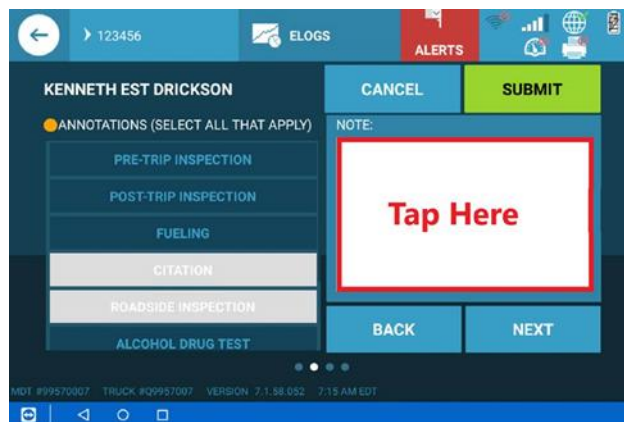 123456
ELOGS
ALERTS
KENNETH EST DRICKSON
CANCEL
SUBMIT
ANNOTATIONS (SELECT ALL THAT APPLY)
NOTE:
PRE-TRIP INSPECTION
POST-TRIP INSPECTION
FUELING
CITATION
ROADSIDE INSPECTION
ALCOHOL DRUG TEST
Tap Here
BACK
NEXT
MDT #99570007 TRUCK #Q9957007 VERSION 7.1.58.052 7:15 AM EDT